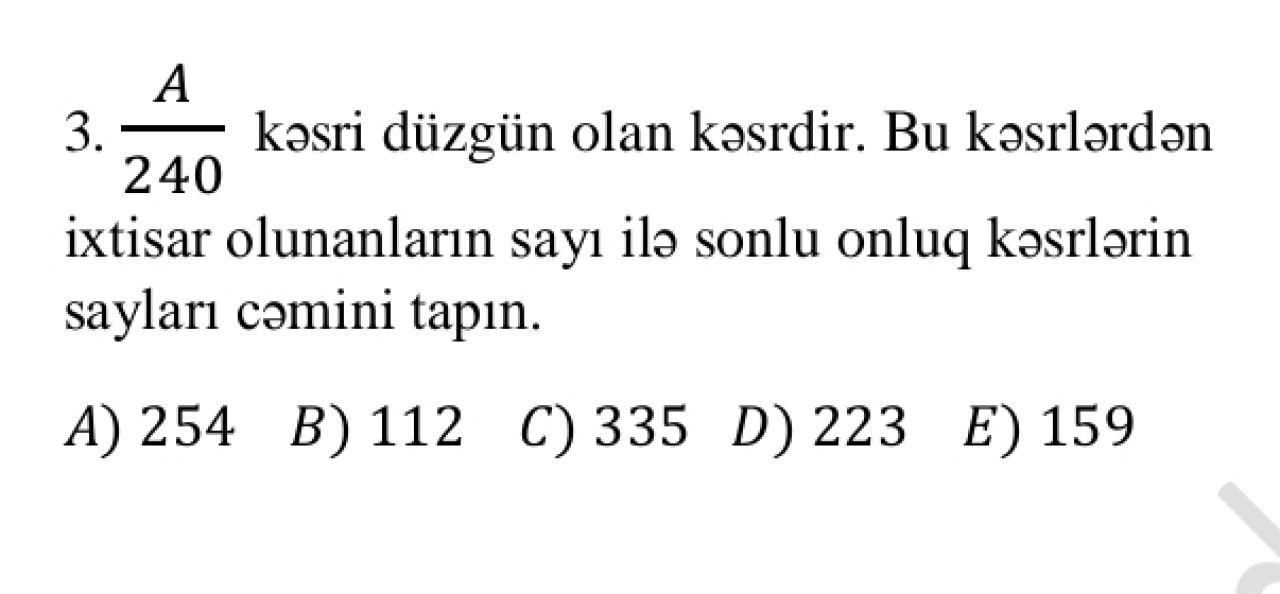 3. A/240 kəsri düzgün olan kəsrdir. Bu kəsrlərdən
ixtisar olunanların sayı ilə sonlu onluq kəsrlərin
sayları cəmini tapın.
A) 254 B) 112 C) 335 D) 223 E) 159